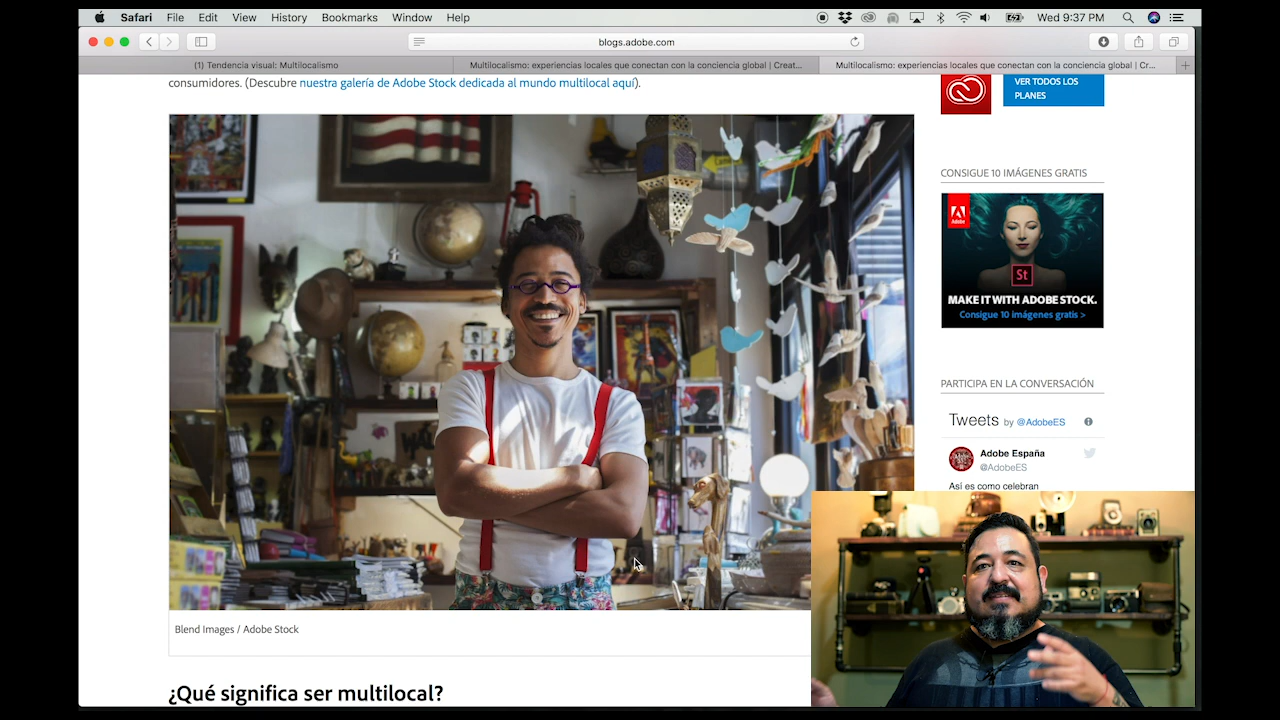 Safari File Edit View History Bookmarks Window Help
Wed 9:37 PM
blogs.adobe.com
(1) Tendencia visual: Multilocalismo
Multilocalismo: experiencias locales que conectan con la conciencia global | Creat...
Multilocalismo: experiencias locales que conectan con la conciencia global | Cr...
consumidores. (Descubre nuestra galería de Adobe Stock dedicada al mundo multilocal aquí).
VER TODOS LOS
PLANES
CONSIGUE 10 IMÁGENES GRATIS
Adobe
St
MAKE IT WITH ADOBE STOCK.
Consigue 10 imágenes gratis >
PARTICIPA EN LA CONVERSACIÓN
Tweets by @AdobeES
Adobe España
@AdobeES
Así es como celebran
Blend Images / Adobe Stock
¿Qué significa ser multilocal?